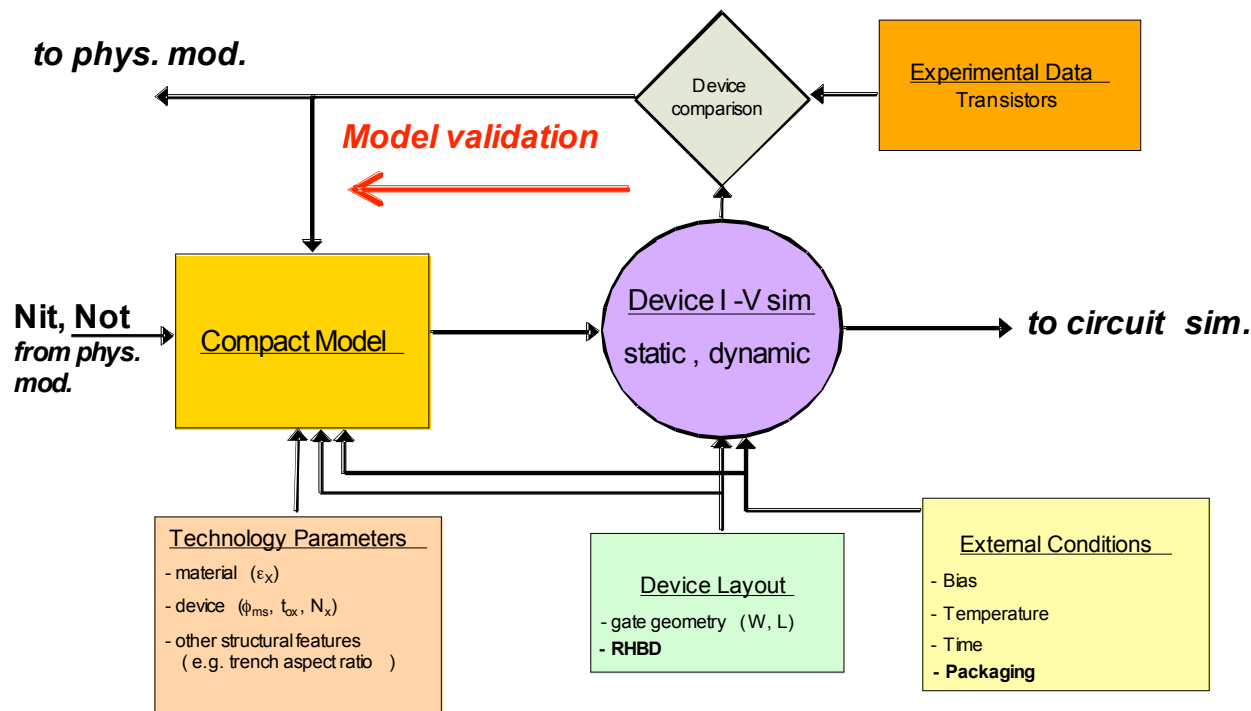 to phys. mod.
Device
comparison
Experimental Data
Transistors
Model validation
Nit, Not
from phys.
mod.
Compact Model
Device I -V sim
static , dynamic
to circuit sim.
Technology Parameters
- material (εX)
- device (ϕms, tox, Nx)
- other structural features
( e.g. trench aspect ratio )
Device Layout
- gate geometry (W, L)
- RHBD
External Conditions
- Bias
- Temperature
- Time
- Packaging